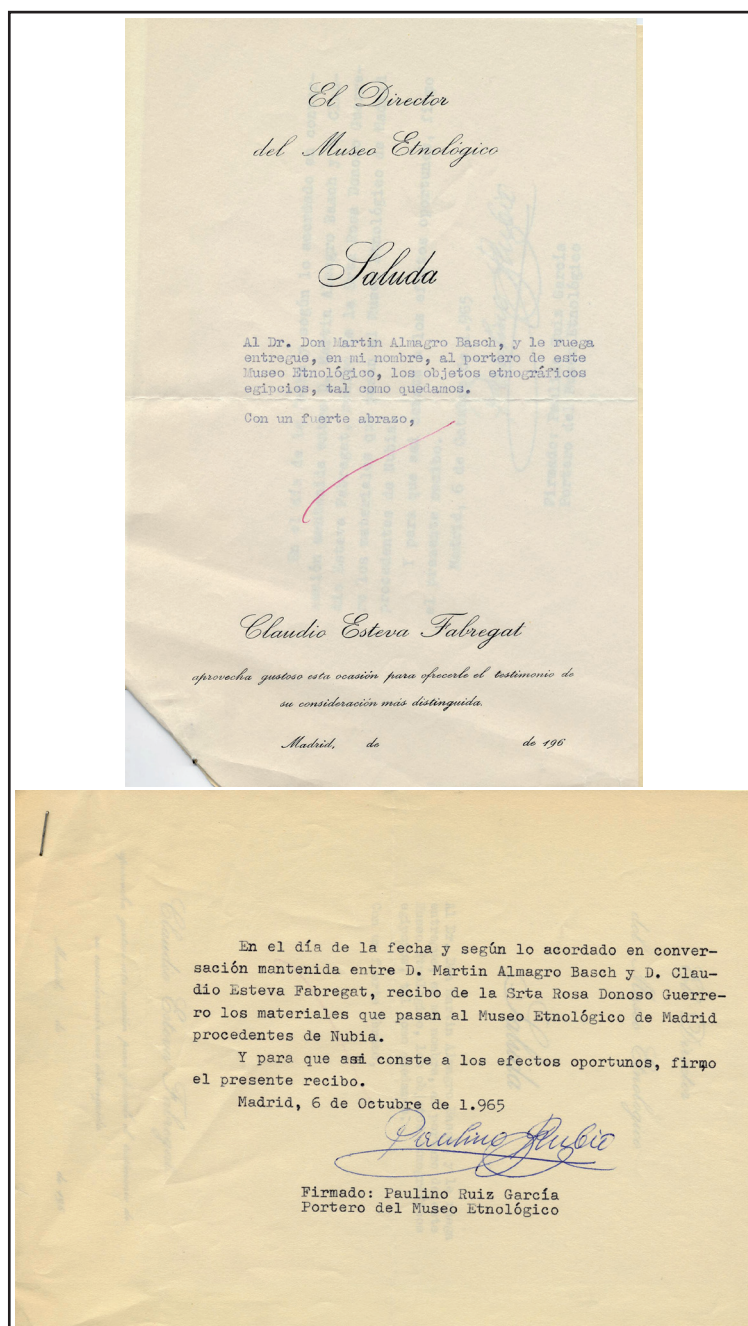 El Director
del Museo Etnológico
Saluda
Al Dr. Don Martin Almagro Basch, y le ruega
entregue, en mi nombre, al portero de este
Museo Etnológico, los objetos etnográficos
egipcios, tal como quedamos.
Con un fuerte abrazo,
Claudio Esteva Fabregat
aprovecha gustoso esta ocasión para ofrecerle el testimonio de
su consideración más distinguida.
Madrid, de de 196
En el día de la fecha y según lo acordado en conver-
sación mantenida entre D. Martin Almagro Basch y D. Clau-
dio Esteva Fabregat, recibo de la Srta Rosa Donoso Guerre-
ro los materiales que pasan al Museo Etnológico de Madrid
procedentes de Nubia.
Y para que asi conste a los efectos oportunos, firmo
el presente recibo.
Madrid, 6 de Octubre de 1.965
Paulino Rubio
Firmado: Paulino Ruiz García
Portero del Museo Etnológico